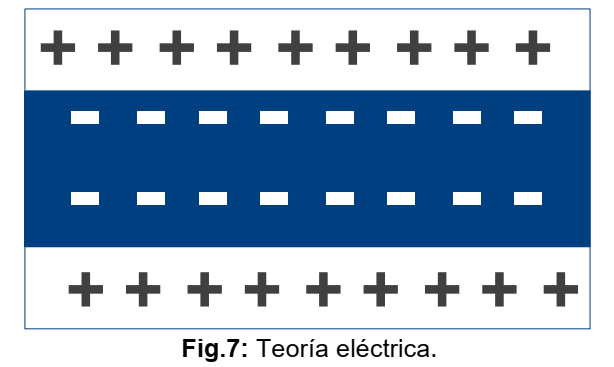 + + + + + + + + +
- - - - - - - -
- - - - - - - -
+ + + + + + + + +
Fig.7: Teoría eléctrica.